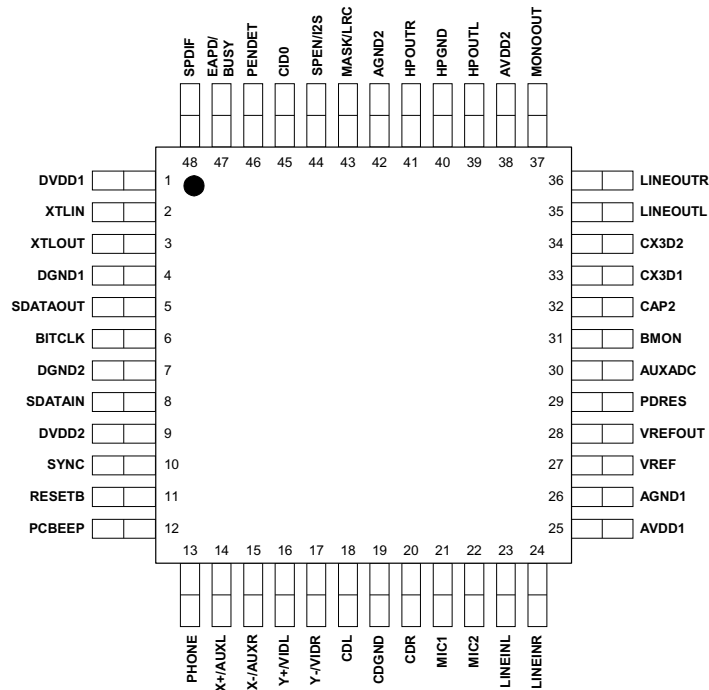 SPDIF
EAPD/
BUSY
PENDET
CID0
SPEN/I2S
MASK/LRC
AGND2
HPOUTR
HPGND
HPOUTL
AVDD2
MONOOUT
48 47 46 45 44 43 42 41 40 39 38 37
DVDD1 1 36 LINEOUTR
XTLIN 2 35 LINEOUTL
XTLOUT 3 34 CX3D2
DGND1 4 33 CX3D1
SDATAOUT 5 32 CAP2
BITCLK 6 31 BMON
DGND2 7 30 AUXADC
SDATAIN 8 29 PDRES
DVDD2 9 28 VREFOUT
SYNC 10 27 VREF
RESETB 11 26 AGND1
PCBEEP 12 25 AVDD1
13 14 15 16 17 18 19 20 21 22 23 24
PHONE
X+/AUXL
X-/AUXR
Y+/VIDL
Y-/VIDR
CDL
CDGND
CDR
MIC1
MIC2
LINEINL
LINEINR